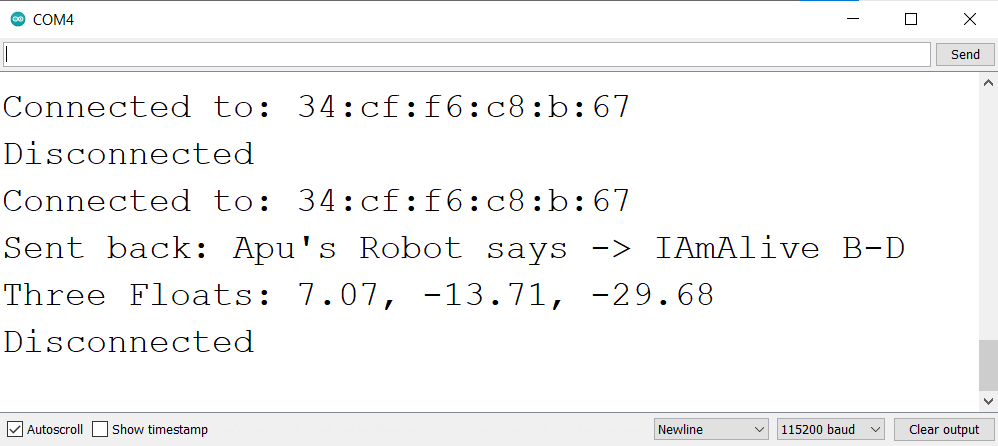 COM4
Send
Connected to: 34:cf:f6:c8:b:67
Disconnected
Connected to: 34:cf:f6:c8:b:67
Sent back: Apu's Robot says -> IAmAlive B-D
Three Floats: 7.07, -13.71, -29.68
Disconnected
Autoscroll Show timestamp Newline 115200 baud Clear output